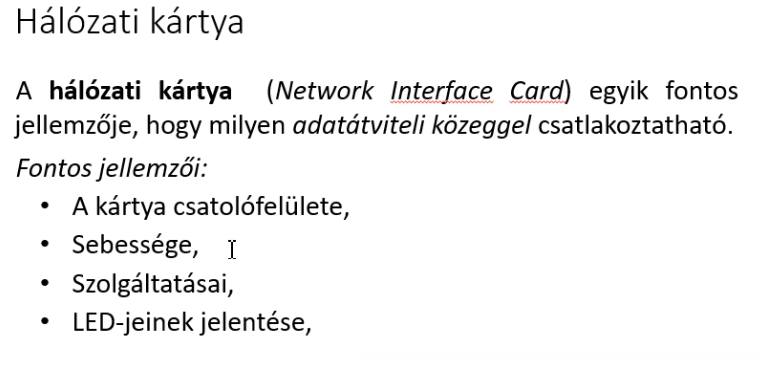 Hálózati kártya
A hálózati kártya (Network Interface Card) egyik fontos
jellemzője, hogy milyen adatátviteli közeggel csatlakoztatható.
Fontos jellemzői:
• A kártya csatolófelülete,
• Sebessége,
• Szolgáltatásai,
• LED-jeinek jelentése,